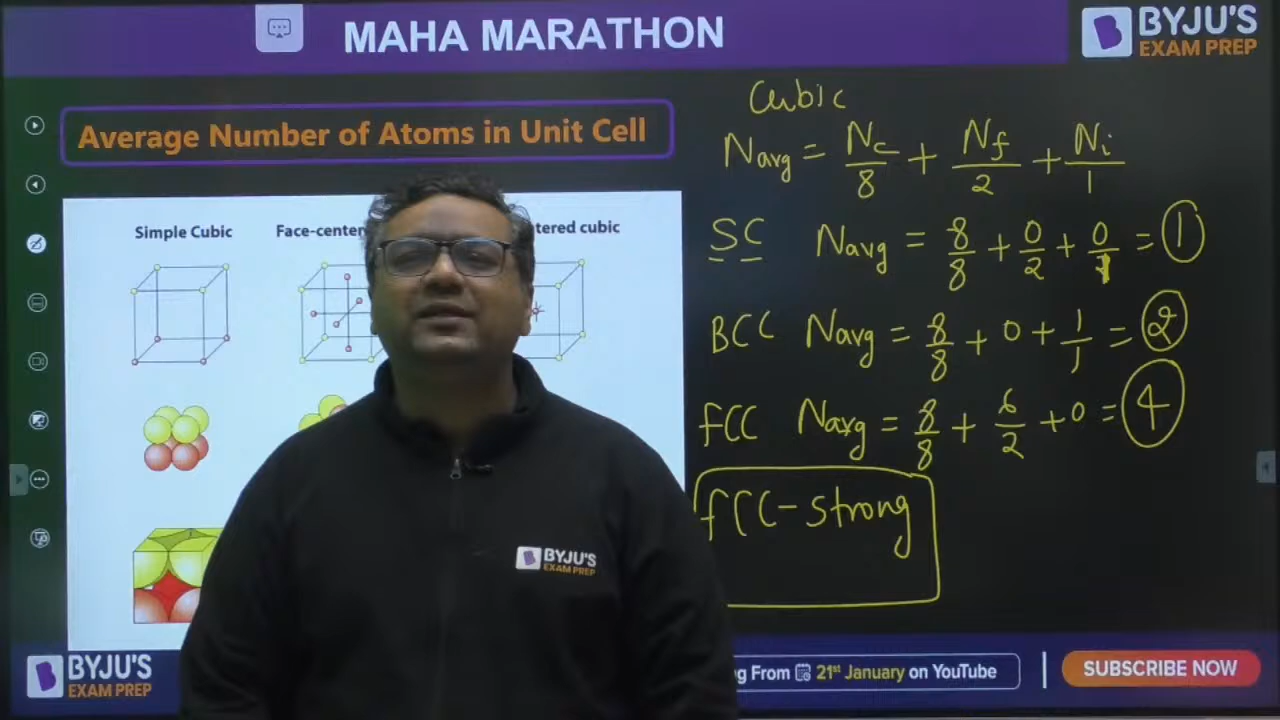 MAHA MARATHON
BYJU'S
EXAM PREP
Average Number of Atoms in Unit Cell
Simple Cubic
Cubic
Navg = Nc/8 + Nf/2 + Ni/1
SC Navg = 8/8 + 0/2 + 0/1 = 1
BCC Navg = 8/8 + 0 + 1/1 = 2
FCC Navg = 8/8 + 6/2 + 0 = 4
FCC - strong
BYJU'S
EXAM PREP
BYJU'S
EXAM PREP
From 21st January on YouTube
SUBSCRIBE NOW